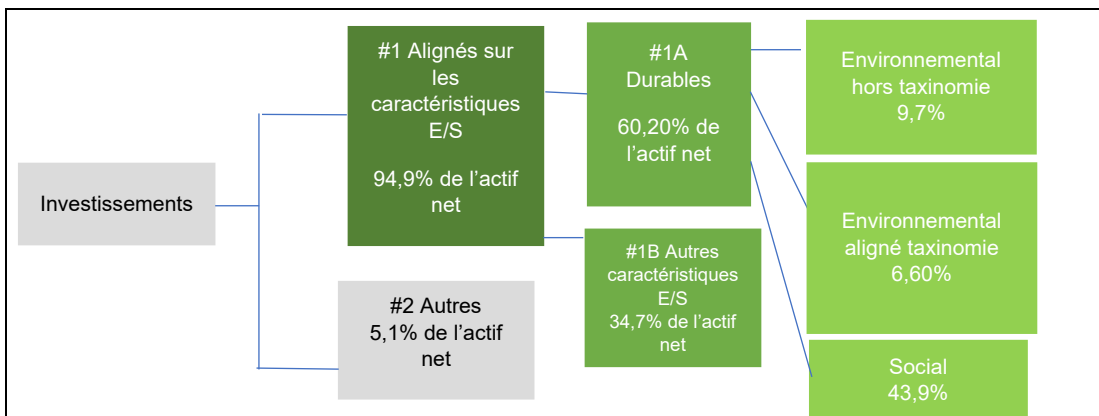 Investissements
#1 Alignés sur
les
caractéristiques
E/S
94,9% de l’actif
net
#2 Autres
5,1% de l’actif
net
#1A
Durables
60,20% de
l’actif net
#1B Autres
caractéristiques
E/S
34,7% de l’actif
net
Environnemental
hors taxinomie
9,7%
Environnemental
aligné taxinomie
6,60%
Social
43,9%